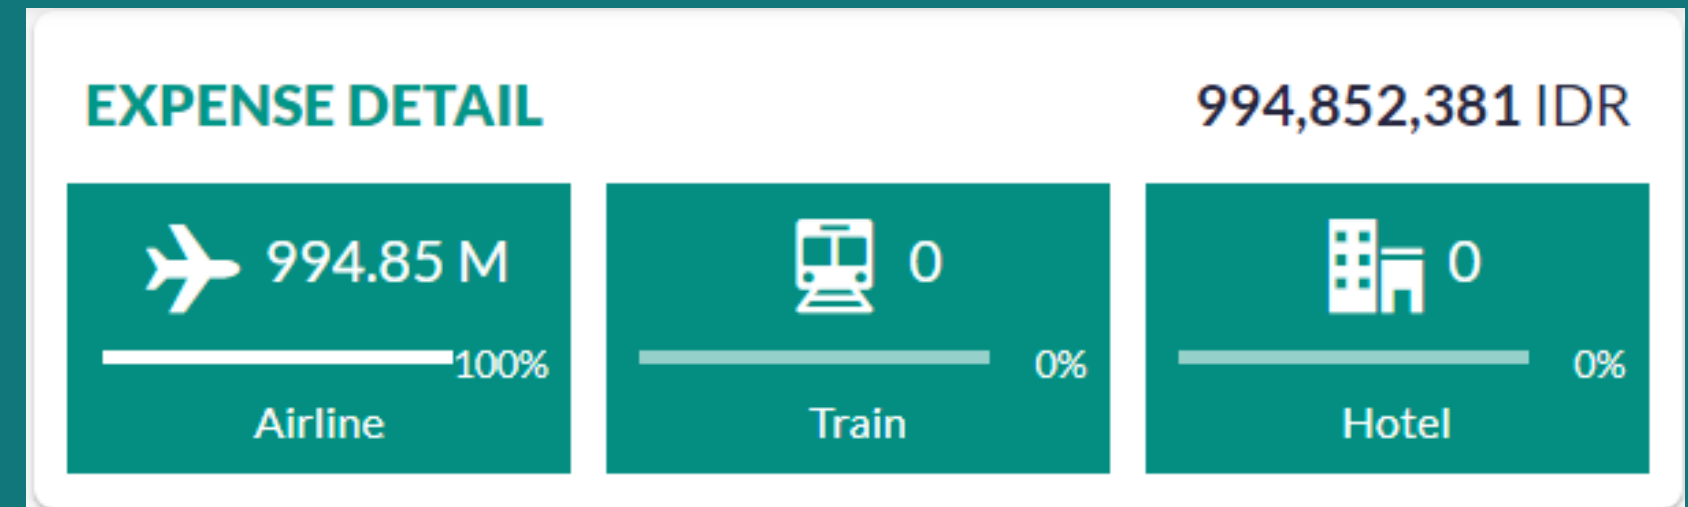 EXPENSE DETAIL
994,852,381 IDR
994.85 M
100%
Airline
0
0%
Train
0
0%
Hotel